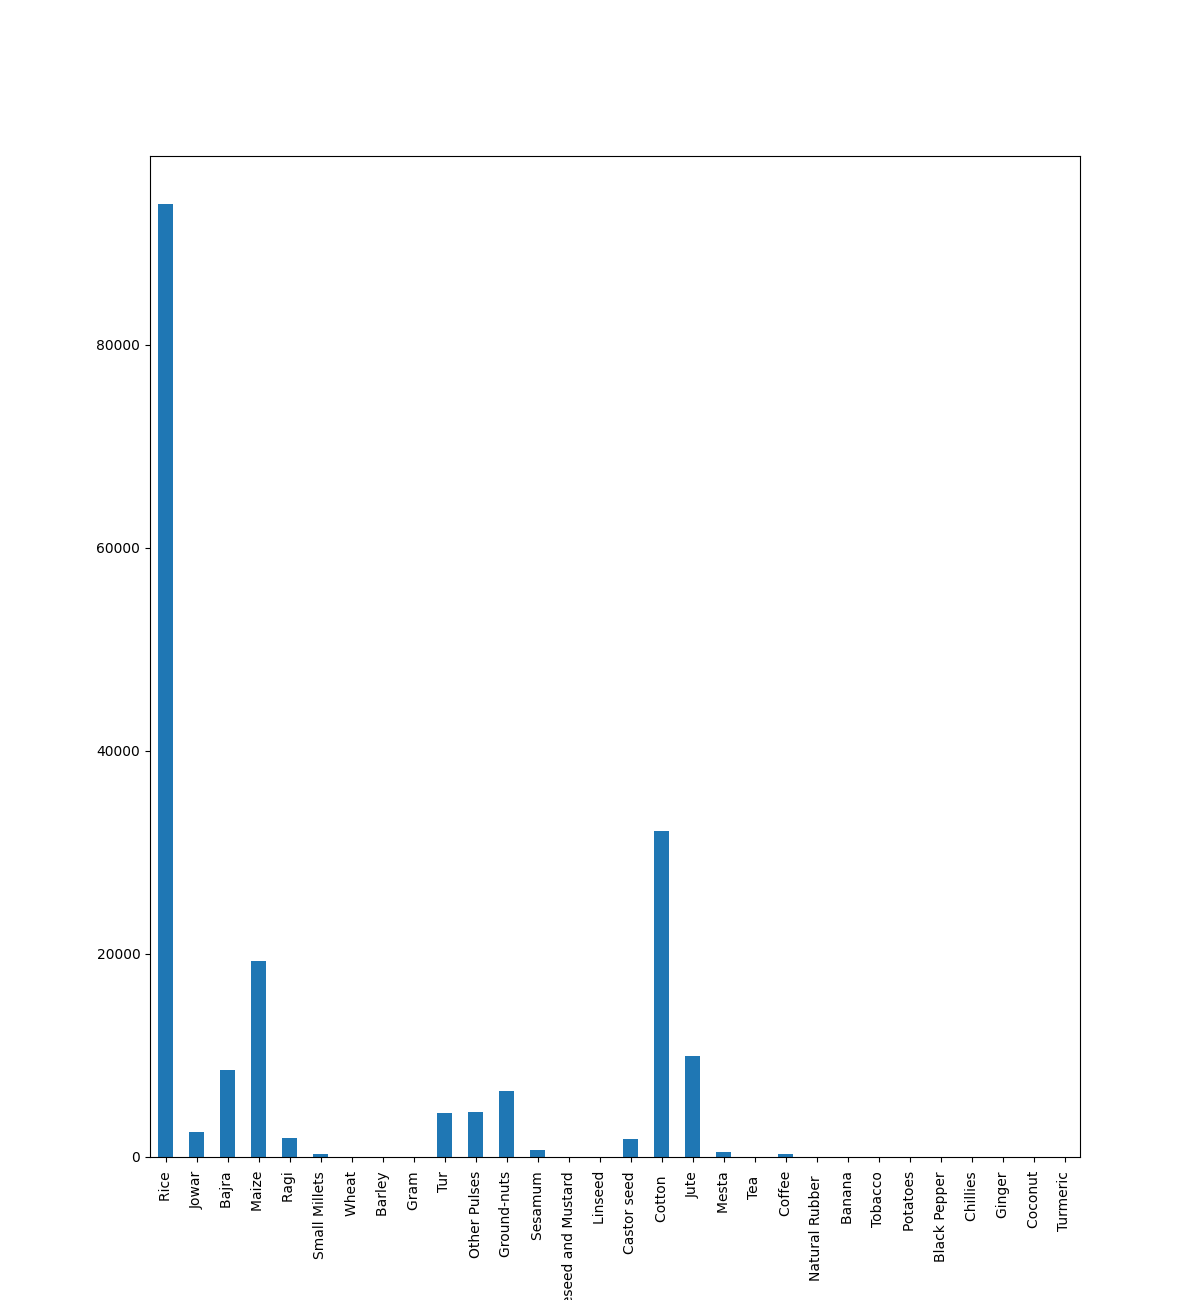 80000
60000
40000
20000
0
Rice
Jowar
Bajra
Maize
Ragi
Small Millets
Wheat
Barley
Gram
Tur
Other Pulses
Ground-nuts
Sesamum
and Mustard
Linseed
Castor seed
Cotton
Jute
Mesta
Tea
Coffee
Natural Rubber
Banana
Tobacco
Potatoes
Black Pepper
Chillies
Ginger
Coconut
Turmeric